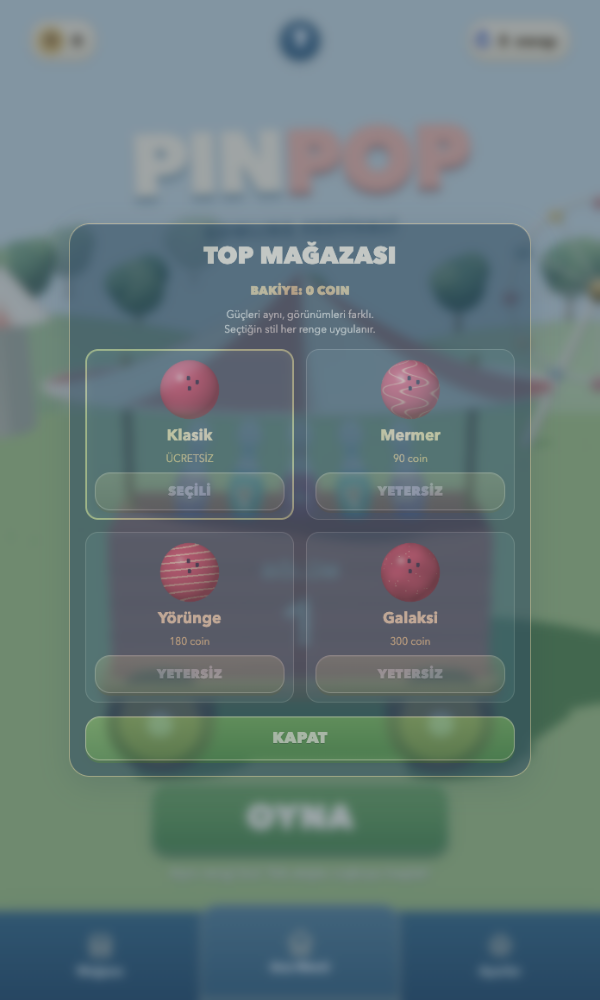 PINPOP
TOP MAĞAZASI
BAKİYE: 0 COIN
Güçleri aynı, görünümleri farklı.
Seçtiğin stil her renge uygulanır.
Klasik
ÜCRETSİZ
SEÇİLİ
Mermer
90 coin
YETERSİZ
Yörünge
180 coin
YETERSİZ
Galaksi
300 coin
YETERSİZ
KAPAT
OYNA